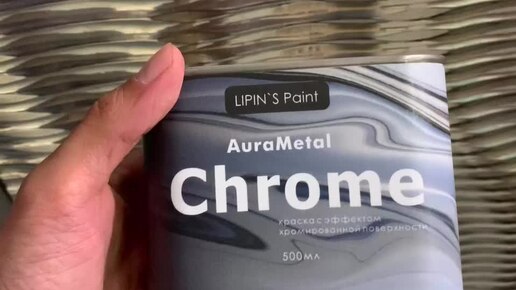 LIPIN`S Paint
AuraMetal
Chrome
краска с эффектом
хромированной поверхности
500мл